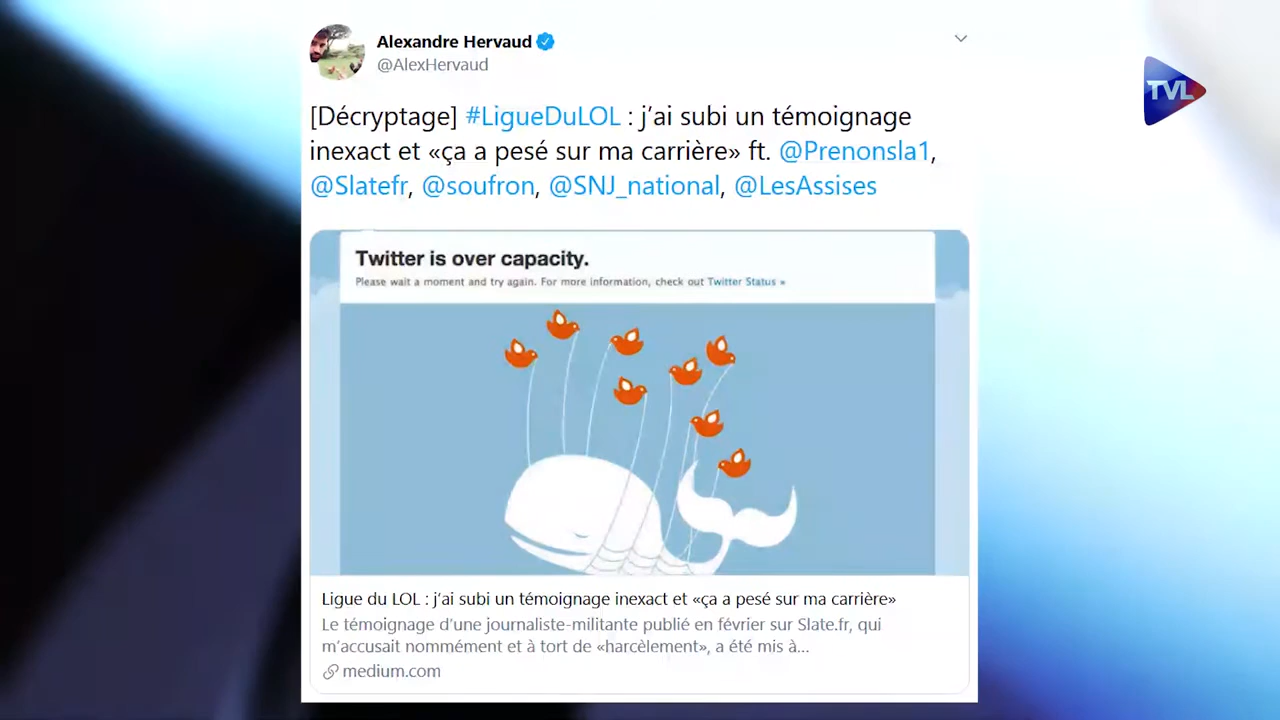 Alexandre Hervaud
@AlexHervaud
TVL
[Décryptage] #LigueDuLOL : j’ai subi un témoignage
inexact et «ça a pesé sur ma carrière» ft. @Prenonsla1,
@Slatefr, @soufron, @SNJ_national, @LesAssises
Twitter is over capacity.
Please wait a moment and try again. For more information, check out Twitter Status »
Ligue du LOL : j’ai subi un témoignage inexact et «ça a pesé sur ma carrière»
Le témoignage d’une journaliste-militante publié en février sur Slate.fr, qui
m’accusait nommément et à tort de «harcèlement», a été mis à...
medium.com